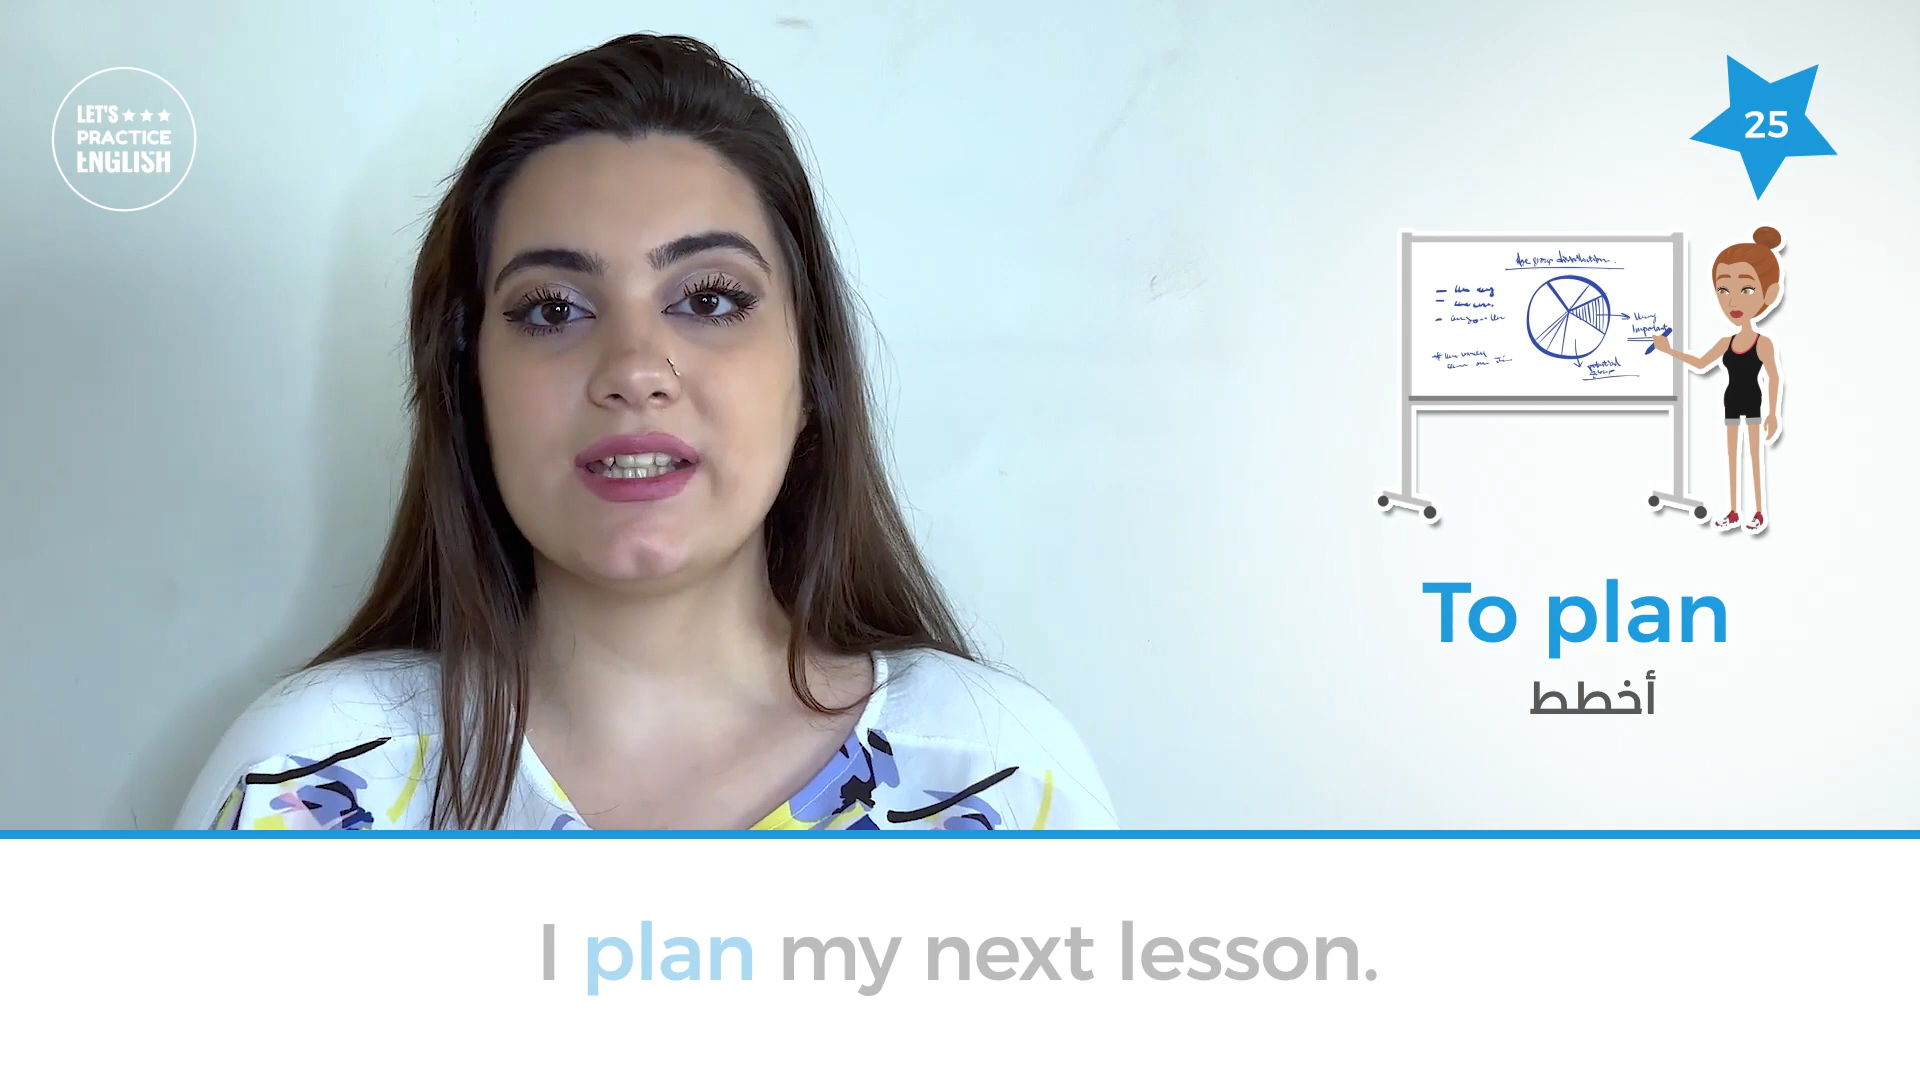 LET'S
PRACTICE
ENGLISH
25
To plan
أخطط
I plan my next lesson.